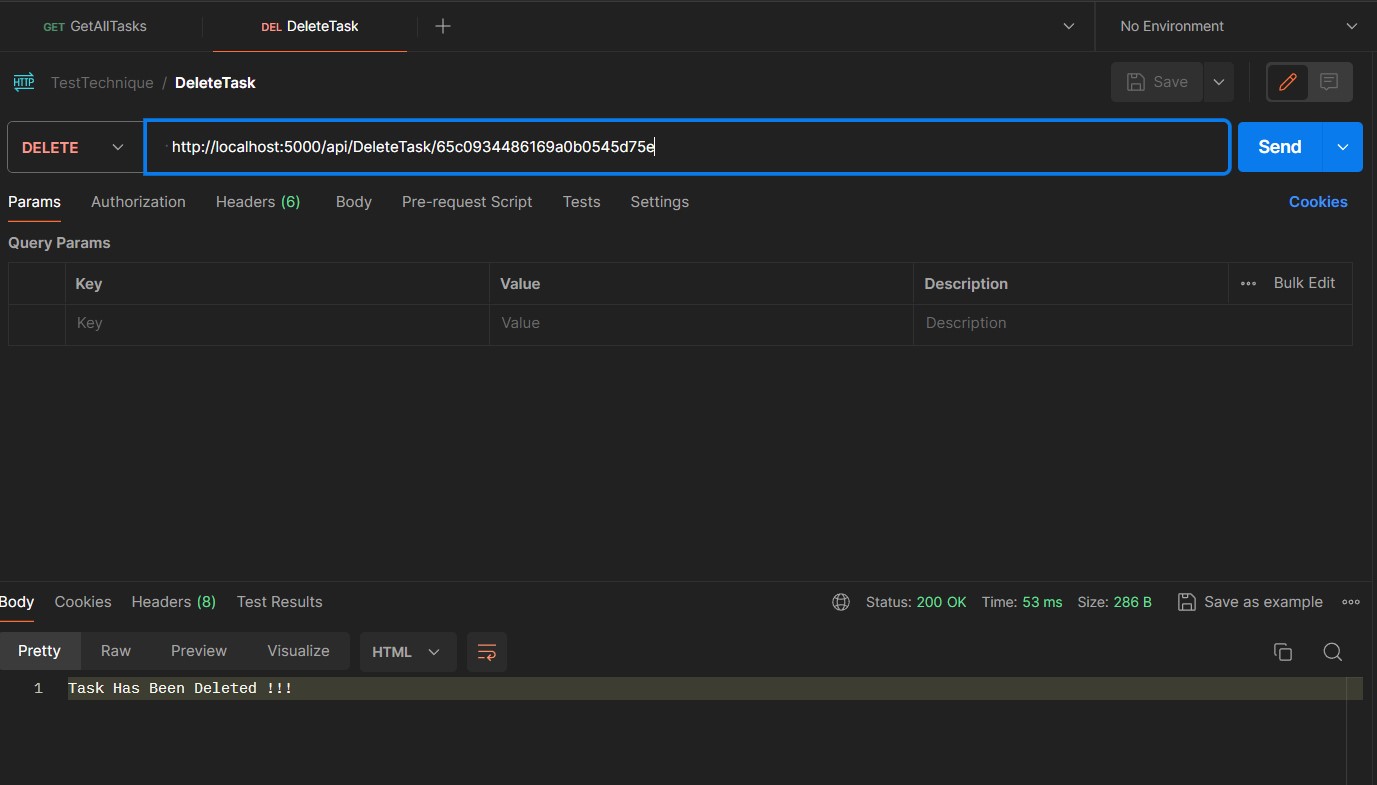 GET GetAllTasks DEL DeleteTask No Environment
HTTP TestTechnique / DeleteTask Save
DELETE http://localhost:5000/api/DeleteTask/65c0934486169a0b0545d75e Send
Params Authorization Headers (6) Body Pre-request Script Tests Settings Cookies
Query Params
Key Value Description Bulk Edit
Key Value Description
Body Cookies Headers (8) Test Results Status: 200 OK Time: 53 ms Size: 286 B Save as example
Pretty Raw Preview Visualize HTML
1 Task Has Been Deleted !!!